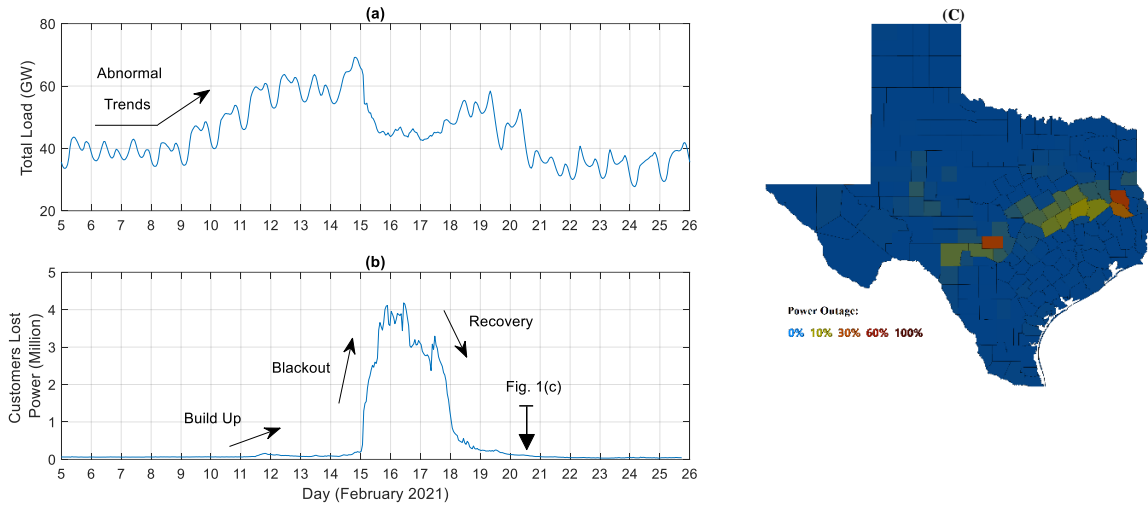 (a)
80
60
40
20
Total Load (GW)
Abnormal
Trends
5 6 7 8 9 10 11 12 13 14 15 16 17 18 19 20 21 22 23 24 25 26
(b)
5
4
3
2
1
0
Customers Lost
Power (Million)
Build Up
Blackout
Recovery
Fig. 1(c)
5 6 7 8 9 10 11 12 13 14 15 16 17 18 19 20 21 22 23 24 25 26
Day (February 2021)
(C)
Power Outage:
0% 10% 30% 60% 100%